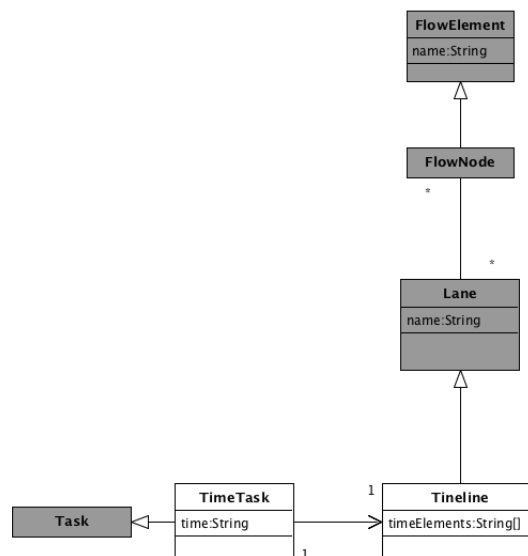 FlowElement
name:String
FlowNode
*
*
Lane
name:String
1
TimeTask
Tineline
Task
time:String
timeElements:String[]
1